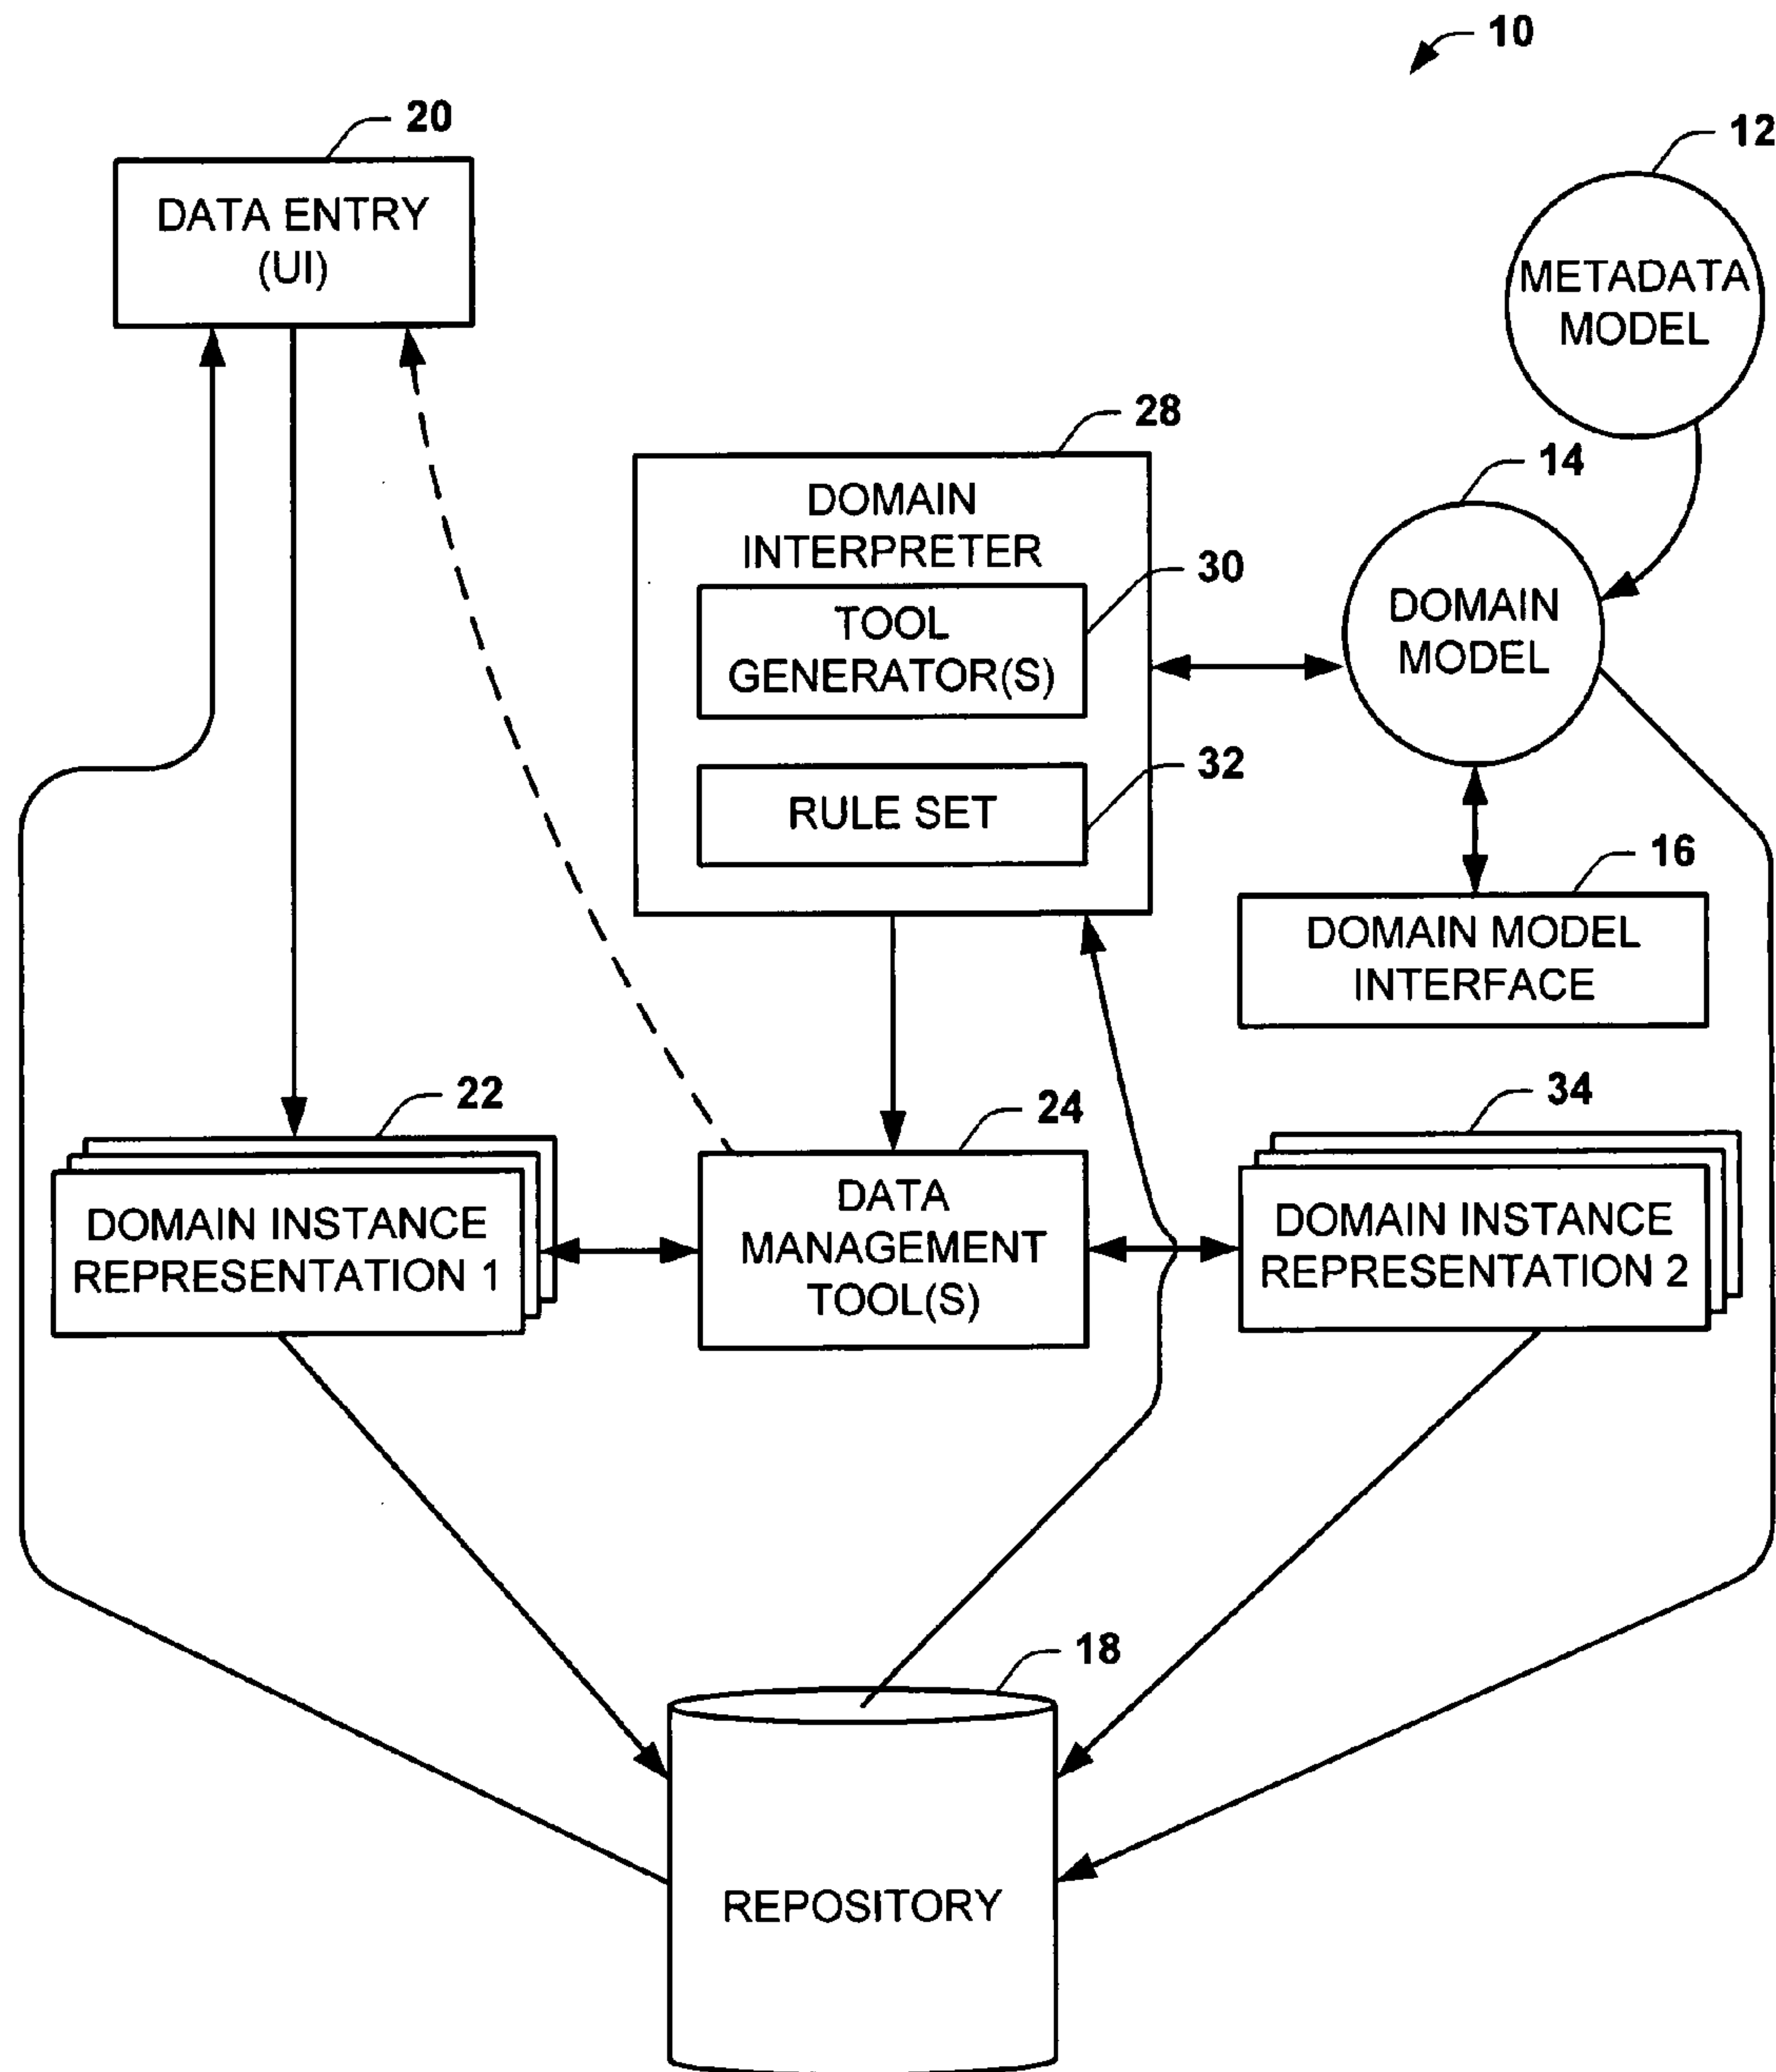 10
20
12
DATA ENTRY
(UI)
METADATA
MODEL
28
14
DOMAIN
INTERPRETER
30
TOOL
GENERATOR(S)
DOMAIN
MODEL
32
RULE SET
16
DOMAIN MODEL
INTERFACE
22
24
34
DOMAIN INSTANCE
REPRESENTATION 1
DATA
MANAGEMENT
TOOL(S)
DOMAIN INSTANCE
REPRESENTATION 2
18
REPOSITORY